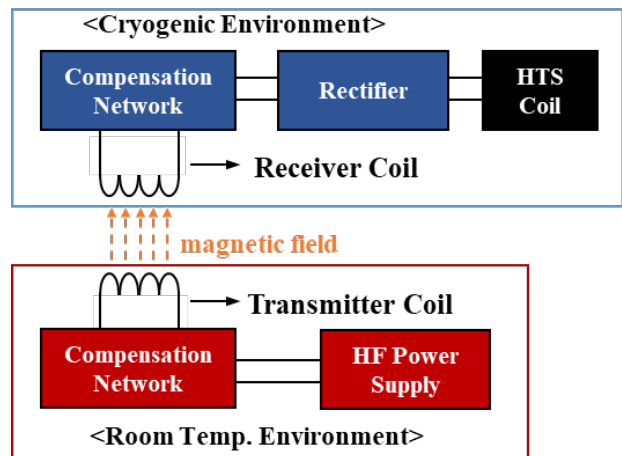 <Cryogenic Environment>
Compensation
Network
Rectifier
HTS
Coil
Receiver Coil
magnetic field
Transmitter Coil
Compensation
Network
HF Power
Supply
<Room Temp. Environment>